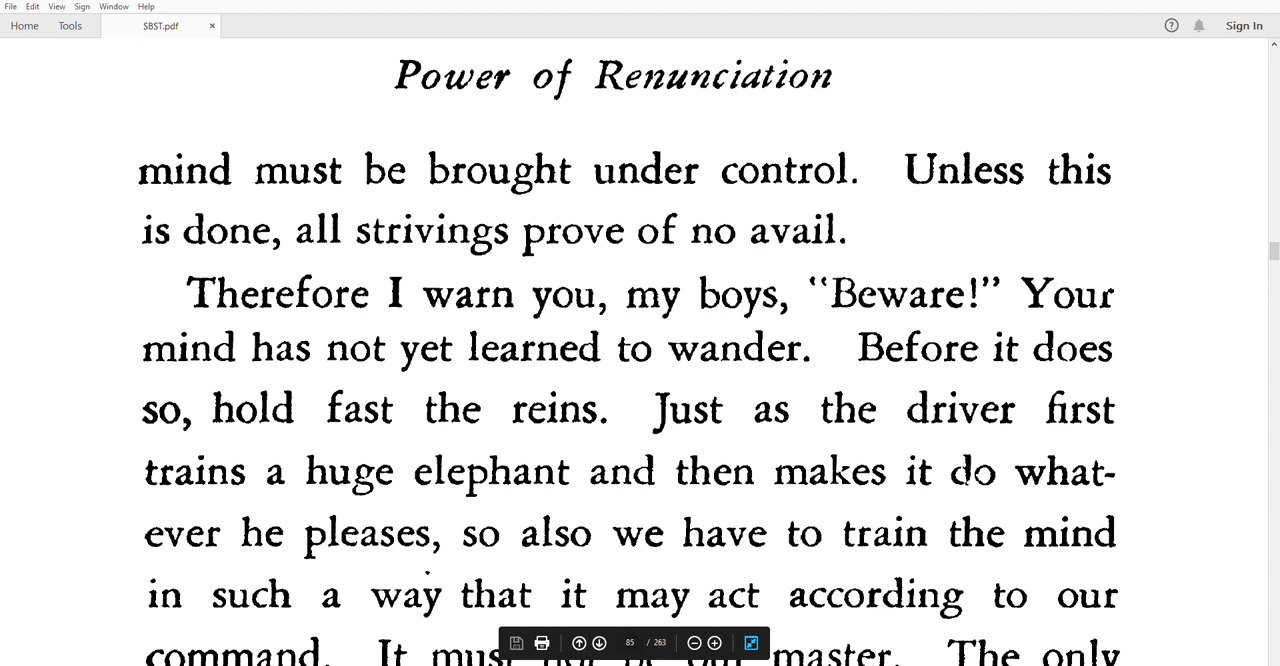 File Edit View Sign Window Help
Home Tools SBST.pdf × ? Sign In
Power of Renunciation
mind must be brought under control. Unless this
is done, all strivings prove of no avail.
Therefore I warn you, my boys, "Beware!" Your
mind has not yet learned to wander. Before it does
so, hold fast the reins. Just as the driver first
trains a huge elephant and then makes it do what-
ever he pleases, so also we have to train the mind
in such a way that it may act according to our
command. It must not be our master. The only
85 / 263